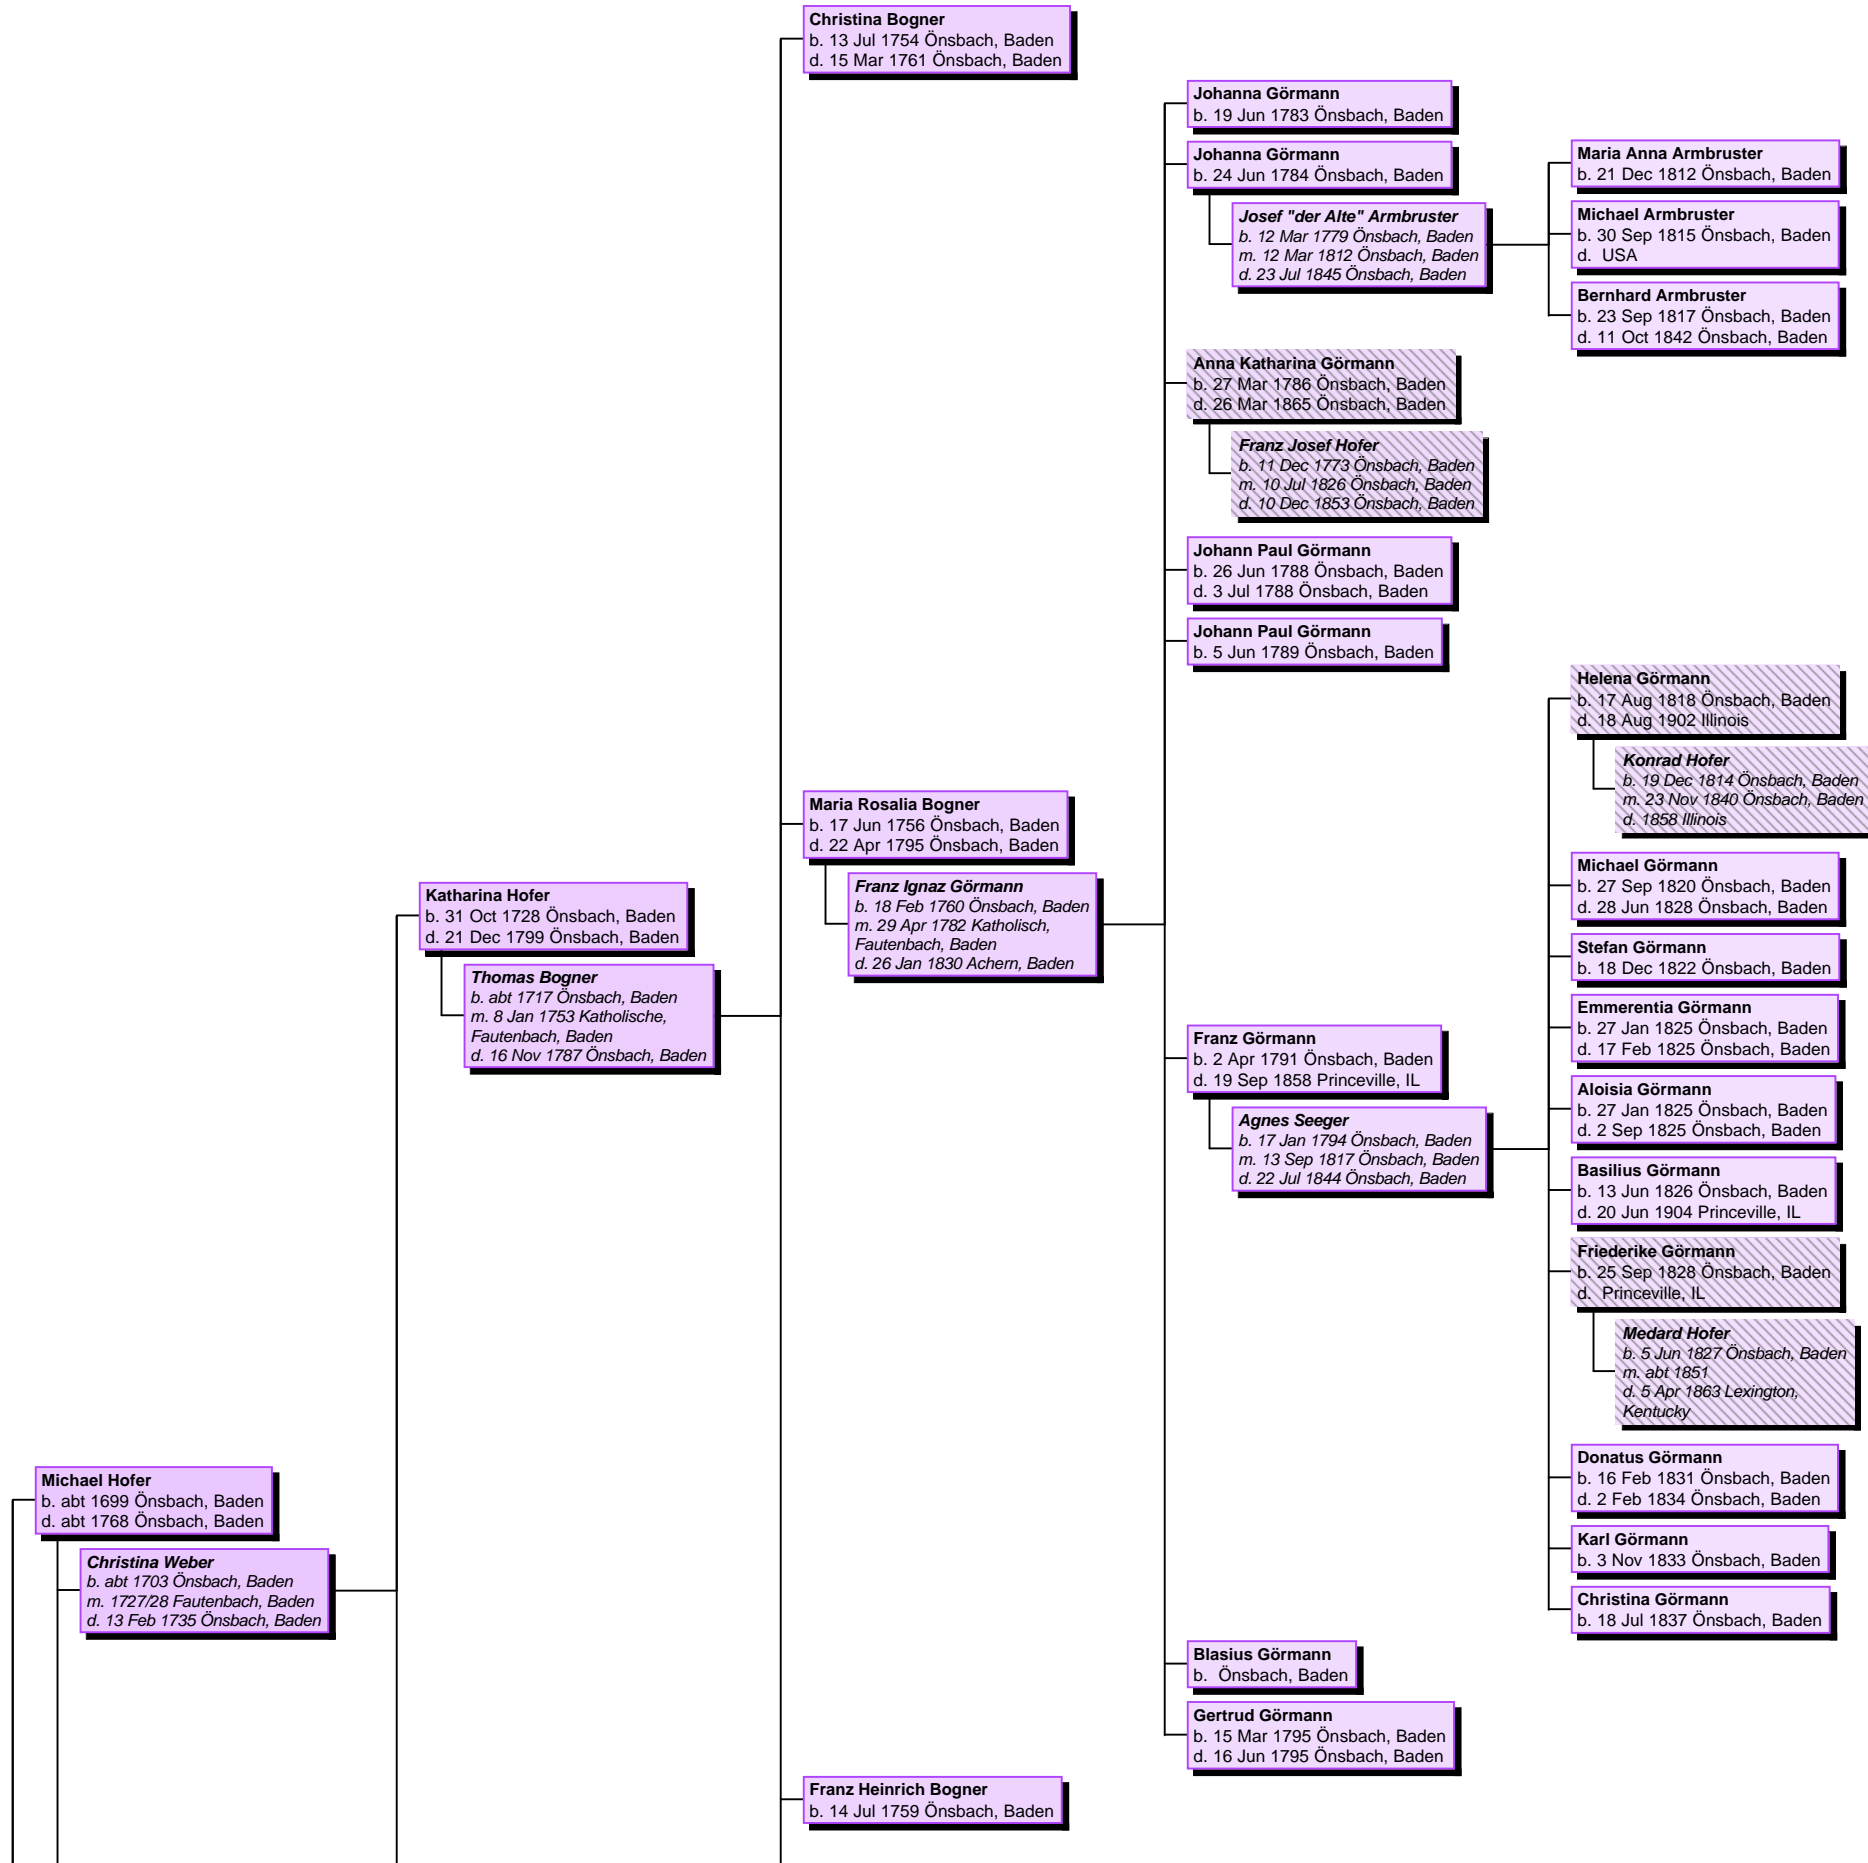 Christina Bogner
b. 13 Jul 1754 Önsbach, Baden
d. 15 Mar 1761 Önsbach, Baden
Johanna Görmann
b. 19 Jun 1783 Önsbach, Baden
Johanna Görmann
b. 24 Jun 1784 Önsbach, Baden
Josef "der Alte" Armbruster
b. 12 Mar 1779 Önsbach, Baden
m. 12 Mar 1812 Önsbach, Baden
d. 23 Jul 1845 Önsbach, Baden
Maria Anna Armbruster
b. 21 Dec 1812 Önsbach, Baden
Michael Armbruster
b. 30 Sep 1815 Önsbach, Baden
d. USA
Bernhard Armbruster
b. 23 Sep 1817 Önsbach, Baden
d. 11 Oct 1842 Önsbach, Baden
Anna Katharina Görmann
b. 27 Mar 1786 Önsbach, Baden
d. 26 Mar 1865 Önsbach, Baden
Franz Josef Hofer
b. 11 Dec 1773 Önsbach, Baden
m. 10 Jul 1826 Önsbach, Baden
d. 10 Dec 1853 Önsbach, Baden
Johann Paul Görmann
b. 26 Jun 1788 Önsbach, Baden
d. 3 Jul 1788 Önsbach, Baden
Johann Paul Görmann
b. 5 Jun 1789 Önsbach, Baden
Helena Görmann
b. 17 Aug 1818 Önsbach, Baden
d. 18 Aug 1902 Illinois
Konrad Hofer
b. 19 Dec 1814 Önsbach, Baden
m. 23 Nov 1840 Önsbach, Baden
d. 1858 Illinois
Maria Rosalia Bogner
b. 17 Jun 1756 Önsbach, Baden
d. 22 Apr 1795 Önsbach, Baden
Franz Ignaz Görmann
b. 18 Feb 1760 Önsbach, Baden
m. 29 Apr 1782 Katholisch,
Fautenbach, Baden
d. 26 Jan 1830 Achern, Baden
Michael Görmann
b. 27 Sep 1820 Önsbach, Baden
d. 28 Jun 1828 Önsbach, Baden
Katharina Hofer
b. 31 Oct 1728 Önsbach, Baden
d. 21 Dec 1799 Önsbach, Baden
Thomas Bogner
b. abt 1717 Önsbach, Baden
m. 8 Jan 1753 Katholische,
Fautenbach, Baden
d. 16 Nov 1787 Önsbach, Baden
Stefan Görmann
b. 18 Dec 1822 Önsbach, Baden
Emmerentia Görmann
b. 27 Jan 1825 Önsbach, Baden
d. 17 Feb 1825 Önsbach, Baden
Franz Görmann
b. 2 Apr 1791 Önsbach, Baden
d. 19 Sep 1858 Princeville, IL
Agnes Seeger
b. 17 Jan 1794 Önsbach, Baden
m. 13 Sep 1817 Önsbach, Baden
d. 22 Jul 1844 Önsbach, Baden
Aloisia Görmann
b. 27 Jan 1825 Önsbach, Baden
d. 2 Sep 1825 Önsbach, Baden
Basilius Görmann
b. 13 Jun 1826 Önsbach, Baden
d. 20 Jun 1904 Princeville, IL
Friederike Görmann
b. 25 Sep 1828 Önsbach, Baden
d. Princeville, IL
Medard Hofer
b. 5 Jun 1827 Önsbach, Baden
m. abt 1851
d. 5 Apr 1863 Lexington,
Kentucky
Michael Hofer
b. abt 1699 Önsbach, Baden
d. abt 1768 Önsbach, Baden
Christina Weber
b. abt 1703 Önsbach, Baden
m. 1727/28 Fautenbach, Baden
d. 13 Feb 1735 Önsbach, Baden
Donatus Görmann
b. 16 Feb 1831 Önsbach, Baden
d. 2 Feb 1834 Önsbach, Baden
Karl Görmann
b. 3 Nov 1833 Önsbach, Baden
Christina Görmann
b. 18 Jul 1837 Önsbach, Baden
Blasius Görmann
b. Önsbach, Baden
Gertrud Görmann
b. 15 Mar 1795 Önsbach, Baden
d. 16 Jun 1795 Önsbach, Baden
Franz Heinrich Bogner
b. 14 Jul 1759 Önsbach, Baden